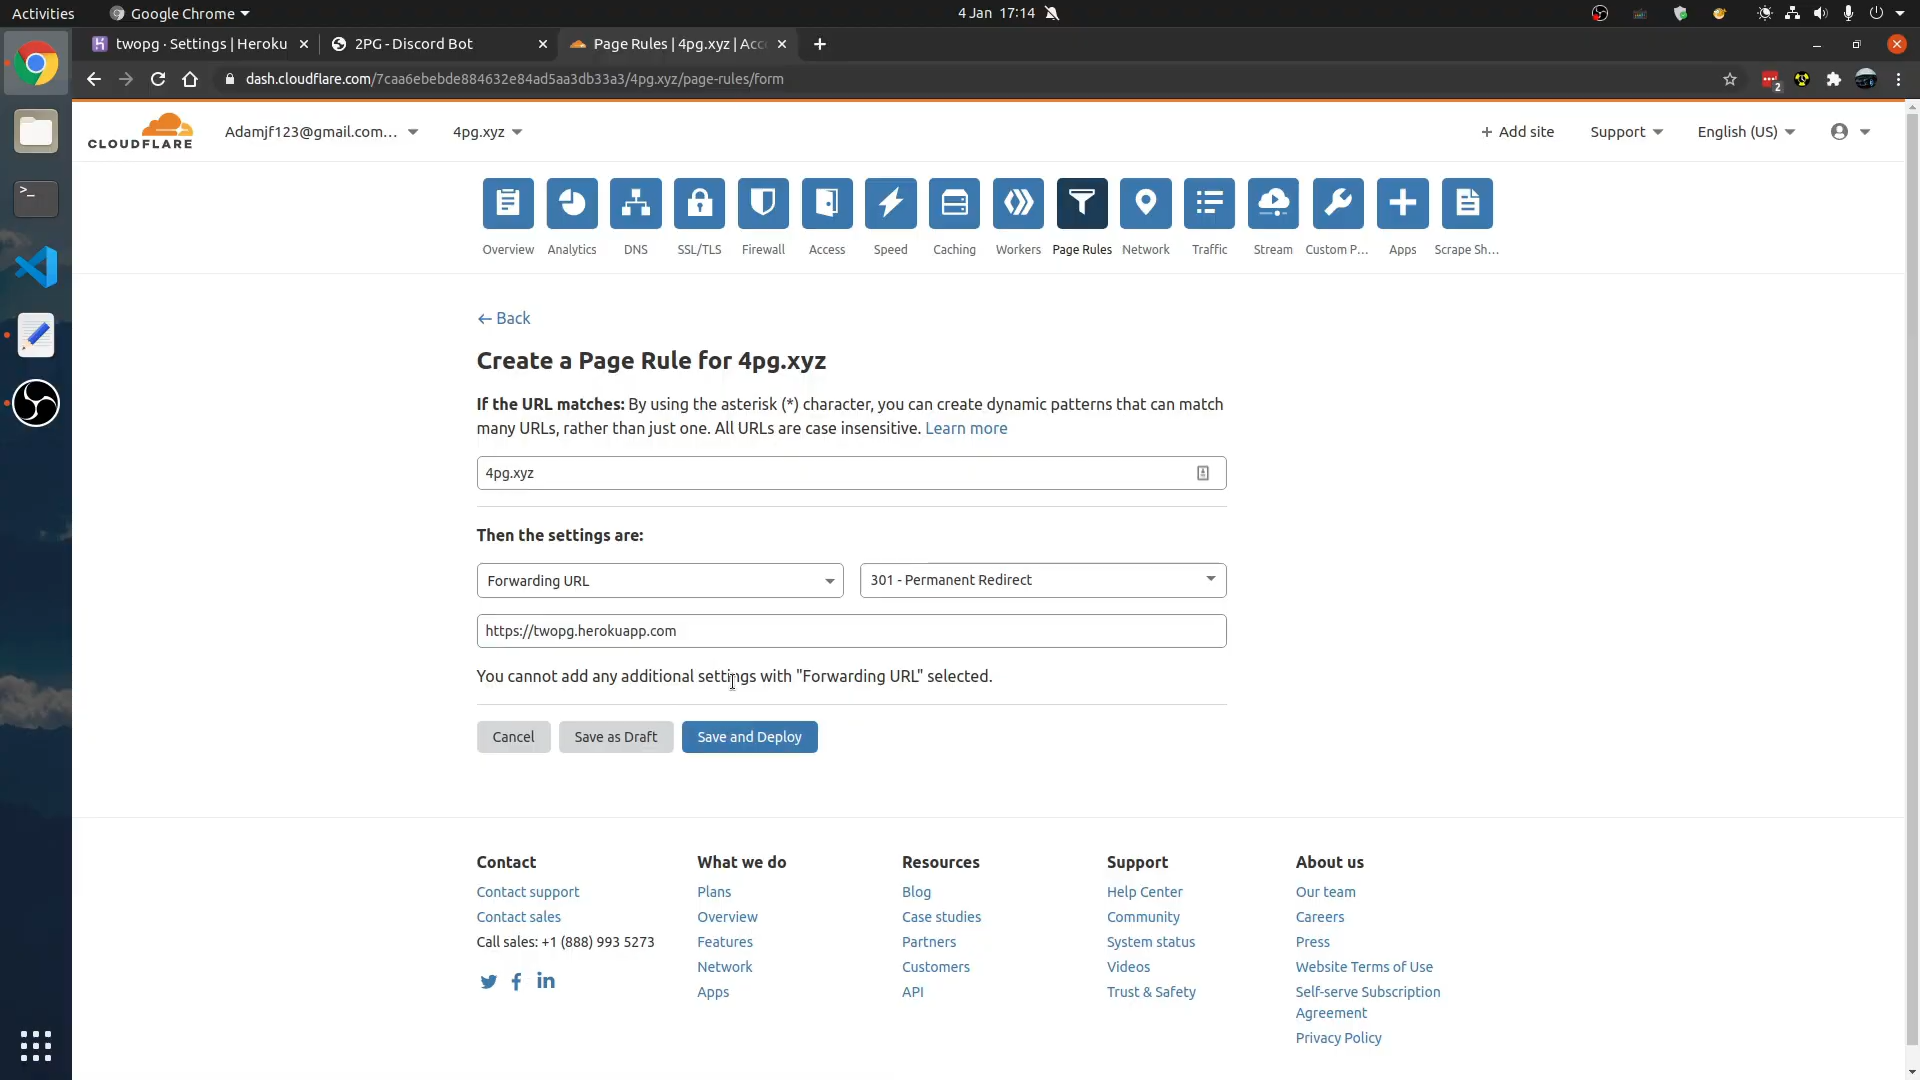 Activities
Google Chrome
4 Jan 17:14
twopg · Settings | Heroku
2PG - Discord Bot
Page Rules | 4pg.xyz | Acc
dash.cloudflare.com/7caa6ebebde884632e84ad5aa3db33a3/4pg.xyz/page-rules/form
2
CLOUDFLARE
Adamjf123@gmail.com...
4pg.xyz
+ Add site
Support
English (US)
Overview
Analytics
DNS
SSL/TLS
Firewall
Access
Speed
Caching
Workers
Page Rules
Network
Traffic
Stream
Custom P...
Apps
Scrape Sh...
← Back
Create a Page Rule for 4pg.xyz
If the URL matches: By using the asterisk (*) character, you can create dynamic patterns that can match
many URLs, rather than just one. All URLs are case insensitive. Learn more
4pg.xyz
Then the settings are:
Forwarding URL
301 - Permanent Redirect
https://twopg.herokuapp.com
You cannot add any additional settings with "Forwarding URL" selected.
Cancel
Save as Draft
Save and Deploy
Contact
Contact support
Contact sales
Call sales: +1 (888) 993 5273
What we do
Plans
Overview
Features
Network
Apps
Resources
Blog
Case studies
Partners
Customers
API
Support
Help Center
Community
System status
Videos
Trust & Safety
About us
Our team
Careers
Press
Website Terms of Use
Self-serve Subscription
Agreement
Privacy Policy